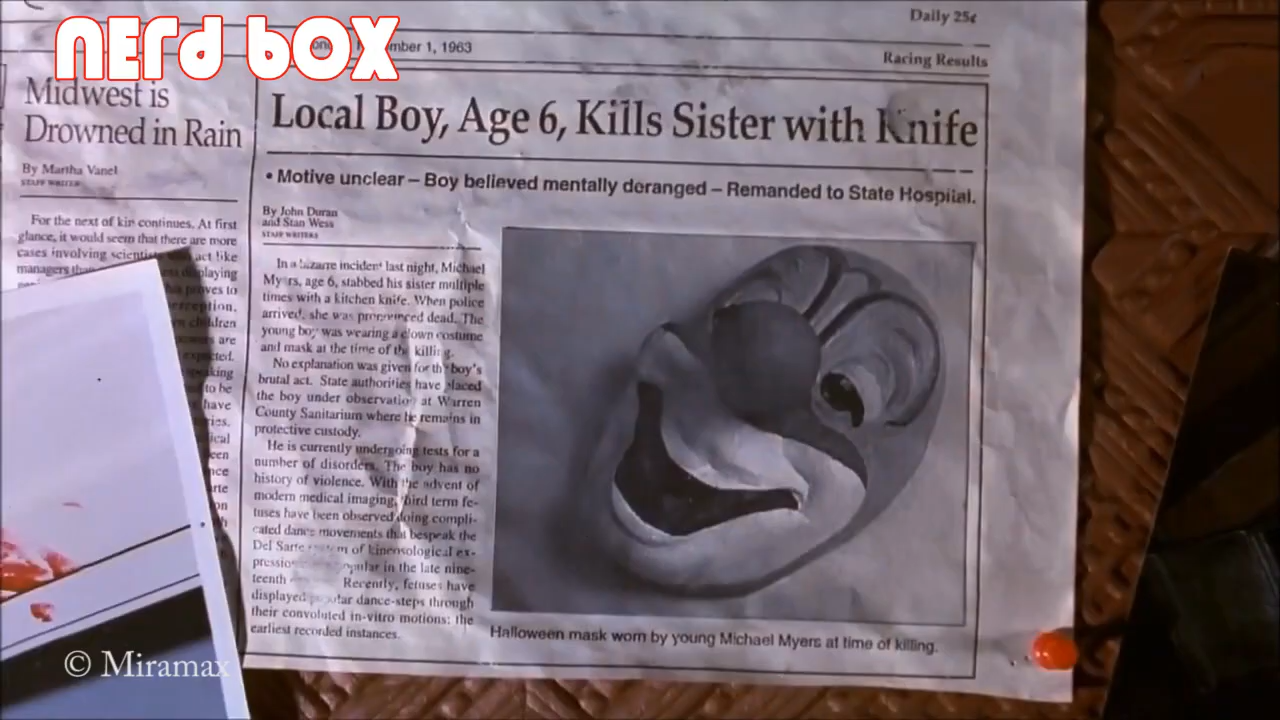 NERd bOX
Daily 25¢
mber 1, 1963
Racing Results
Midwest is
Drowned in Rain
By Martha Vanel
STAFF WRITER
For the next of kin continues. At first
glance, it would seem that there are more
cases involving scientists act like
managers
displaying
proves to
erception.
children
are
expected.
to be
have
Local Boy, Age 6, Kills Sister with Knife
• Motive unclear – Boy believed mentally deranged – Remanded to State Hospital.
By John Duran
and Stan Wess
STAFF WRITERS
In a bizarre incident last night, Michael
Myers, age 6, stabbed his sister multiple
times with a kitchen knife. When police
arrived, she was pronounced dead. The
young boy was wearing a clown costume
and mask at the time of the killing.
No explanation was given for the boy's
brutal act. State authorities have placed
the boy under observation at Warren
County Sanitarium where he remains in
protective custody.
He is currently undergoing tests for a
number of disorders. The boy has no
history of violence. With the advent of
modern medical imaging, third term fe-
tuses have been observed doing compli-
cated dance movements that bespeak the
Del Sarte of kineosological ex-
pression popular in the late nine-
teenth Recently, fetuses have
displayed dance-steps through
their convoluted in-vitro motions: the
earliest recorded instances.
Halloween mask worn by young Michael Myers at time of killing.
© Miramax